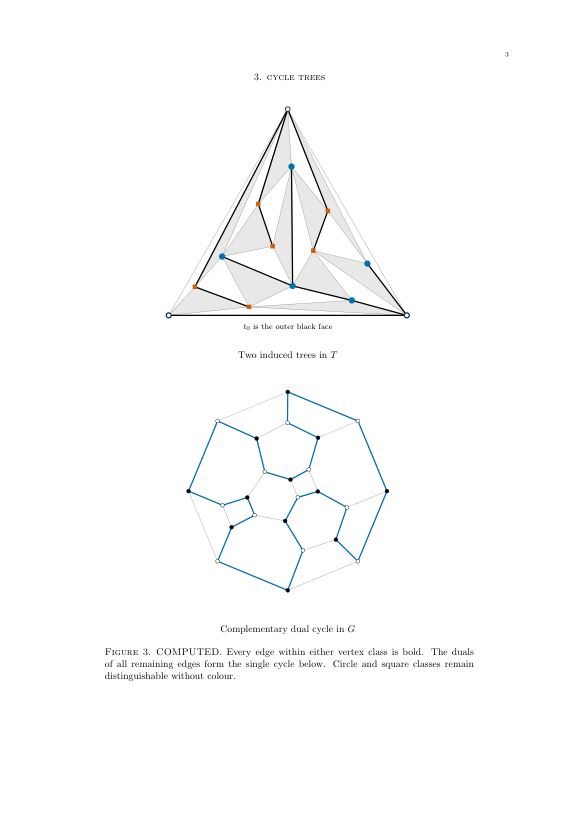 3
3. CYCLE TREES
t₀ is the outer black face
Two induced trees in T
Complementary dual cycle in G
FIGURE 3. COMPUTED. Every edge within either vertex class is bold. The duals
of all remaining edges form the single cycle below. Circle and square classes remain
distinguishable without colour.